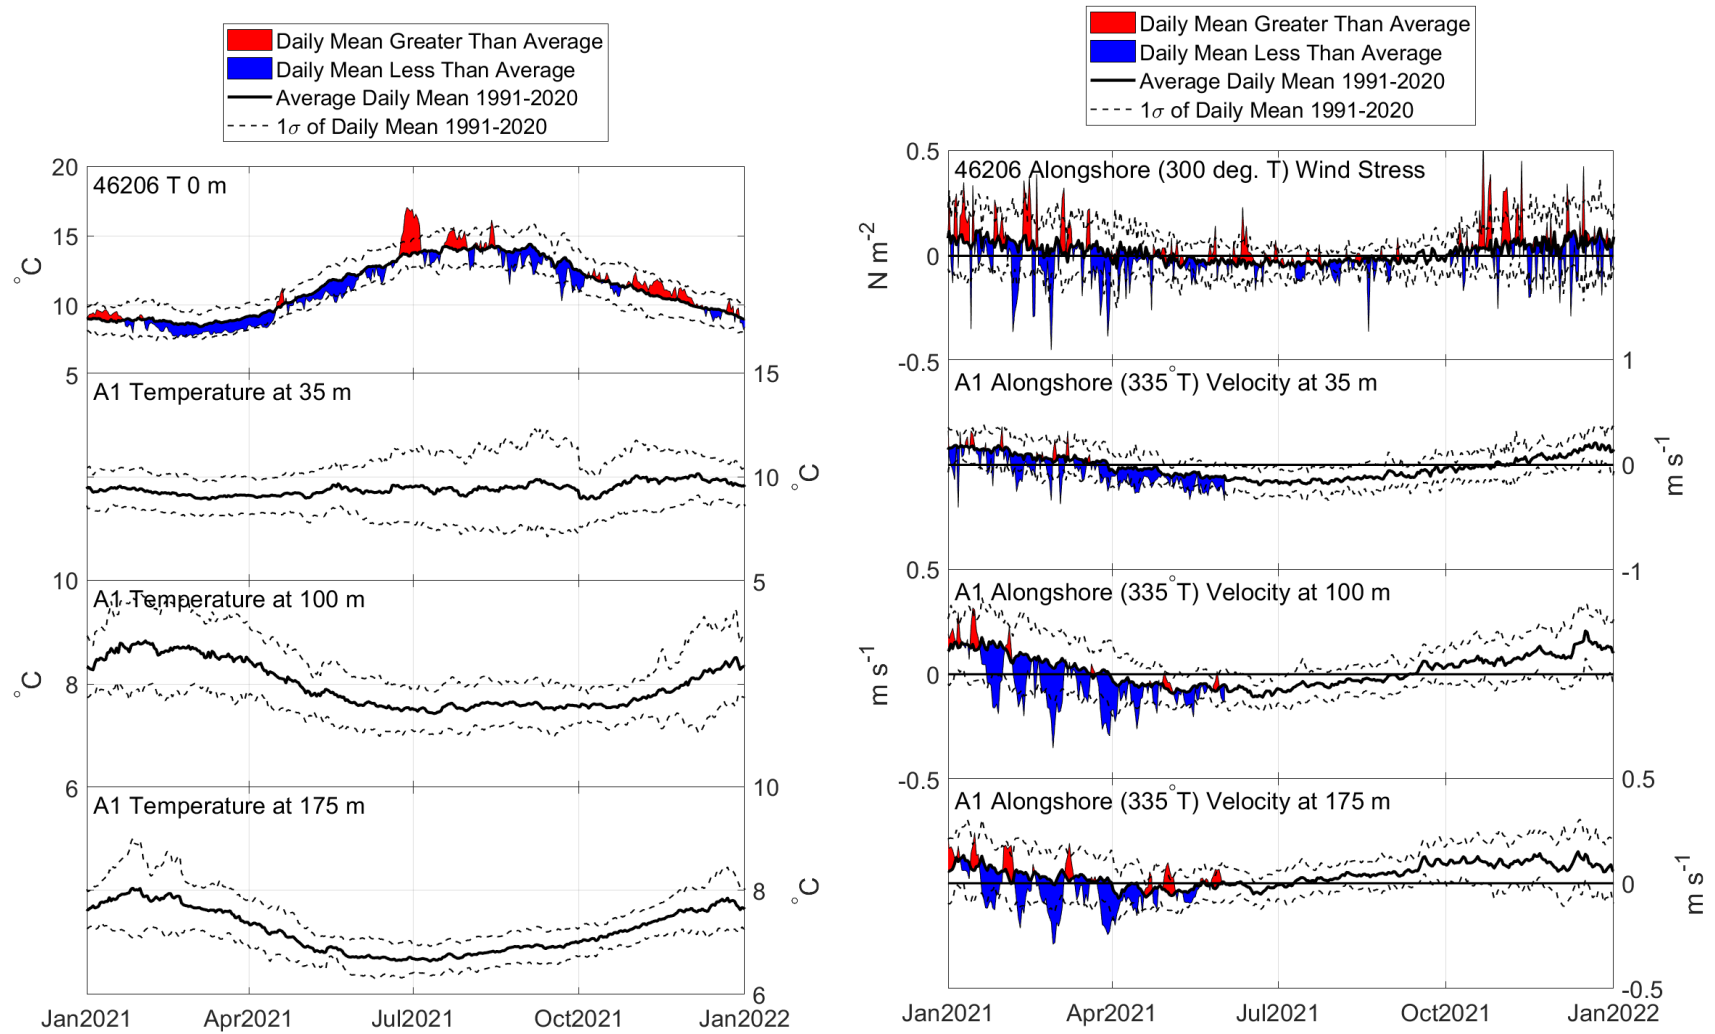 Daily Mean Greater Than Average
Daily Mean Less Than Average
Average Daily Mean 1991-2020
1σ of Daily Mean 1991-2020
20
46206 T 0 m
15
°C
10
5
15
A1 Temperature at 35 m
10
°C
10
5
A1 Temperature at 100 m
°C
8
6
10
A1 Temperature at 175 m
8
°C
6
Jan2021 Apr2021 Jul2021 Oct2021 Jan2022
Daily Mean Greater Than Average
Daily Mean Less Than Average
Average Daily Mean 1991-2020
1σ of Daily Mean 1991-2020
0.5
46206 Alongshore (300 deg. T) Wind Stress
N m-2
0
-0.5
1
A1 Alongshore (335°T) Velocity at 35 m
0
m s-1
0.5
-1
A1 Alongshore (335°T) Velocity at 100 m
m s-1
0
-0.5
0.5
A1 Alongshore (335°T) Velocity at 175 m
0
m s-1
-0.5
Jan2021 Apr2021 Jul2021 Oct2021 Jan2022